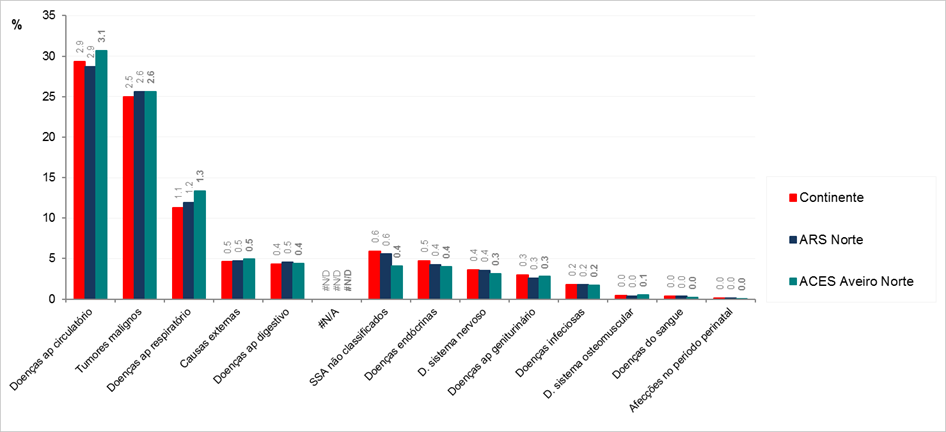 %
35
30
25
20
15
10
5
0
2.9 2.9 3.1
2.5 2.6 2.6
1.1 1.2 1.3
0.5 0.5 0.5
0.4 0.5 0.4
#N/D #N/D #N/D
0.6 0.6 0.4
0.5 0.4 0.4
0.4 0.4 0.3
0.3 0.3 0.3
0.2 0.2 0.2
0.0 0.0 0.1
0.0 0.0 0.0
0.0 0.0 0.0
Doenças ap circulatório
Tumores malignos
Doenças ap respiratório
Causas externas
Doenças ap digestivo
#N/A
SSA não classificados
Doenças endócrinas
D. sistema nervoso
Doenças ap geniturinário
Doenças infeciosas
D. sistema osteomuscular
Doenças do sangue
Afecções no período perinatal
Continente
ARS Norte
ACES Aveiro Norte